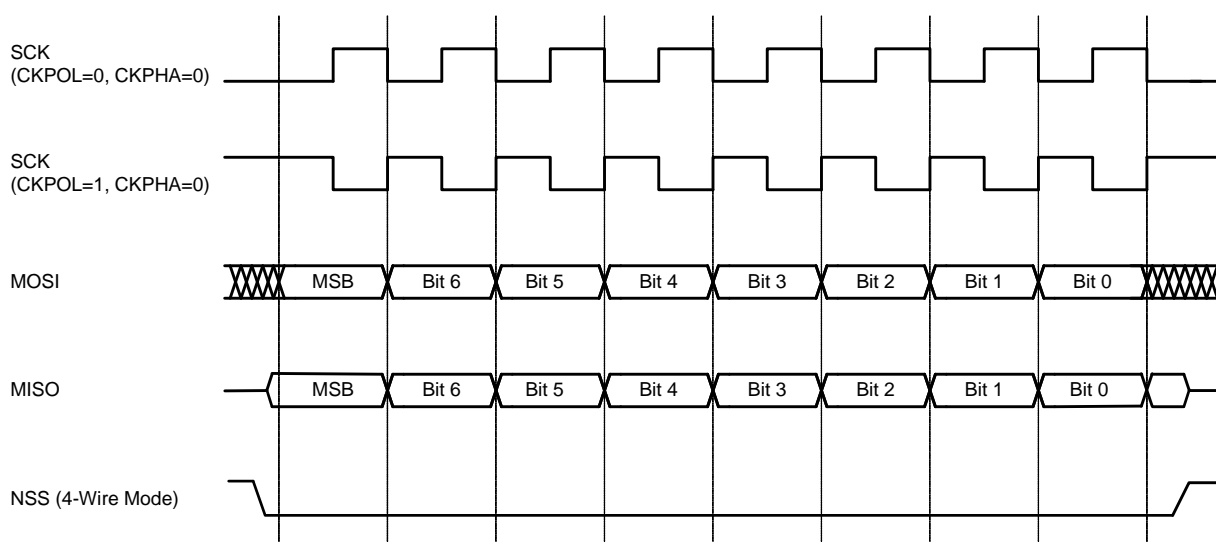 SCK
(CKPOL=0, CKPHA=0)
SCK
(CKPOL=1, CKPHA=0)
MOSI MSB Bit 6 Bit 5 Bit 4 Bit 3 Bit 2 Bit 1 Bit 0
MISO MSB Bit 6 Bit 5 Bit 4 Bit 3 Bit 2 Bit 1 Bit 0
NSS (4-Wire Mode)